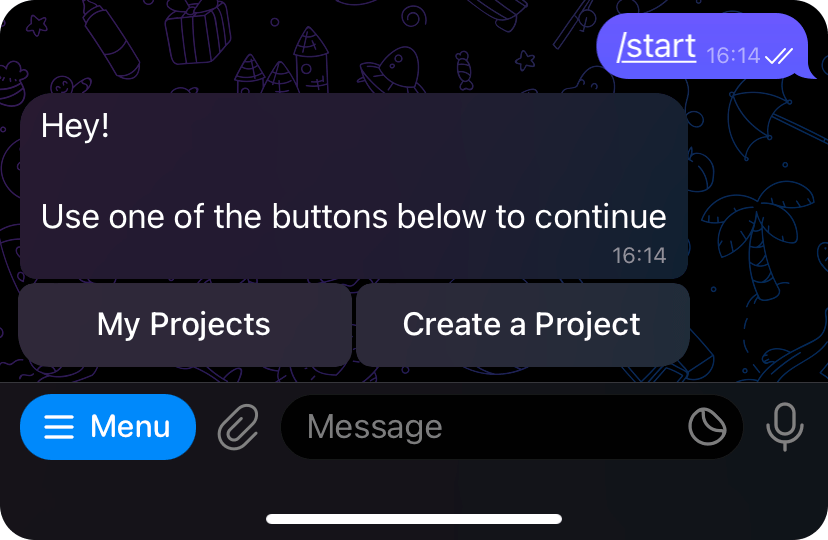 /start 16:14
Hey!
Use one of the buttons below to continue
16:14
My Projects
Create a Project
Menu
Message